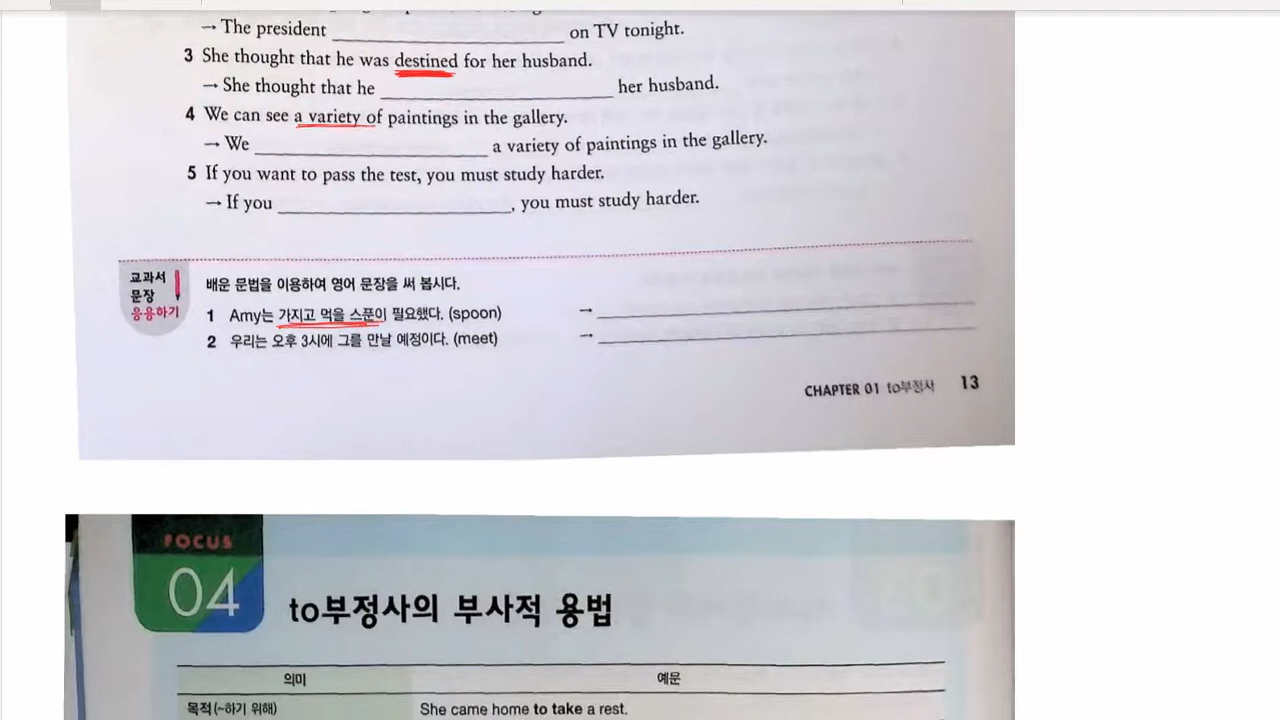 → The president ____________ on TV tonight.
3 She thought that he was destined for her husband.
→ She thought that he ____________ her husband.
4 We can see a variety of paintings in the gallery.
→ We ____________ a variety of paintings in the gallery.
5 If you want to pass the test, you must study harder.
→ If you ____________, you must study harder.
교과서
문장
응용하기
배운 문법을 이용하여 영어 문장을 써 봅시다.
1 Amy는 가지고 먹을 스푼이 필요했다. (spoon) → ____________
2 우리는 오후 3시에 그를 만날 예정이다. (meet) → ____________
CHAPTER 01 to부정사 13
FOCUS
04
to부정사의 부사적 용법
의미 예문
목적(~하기 위해) She came home to take a rest.